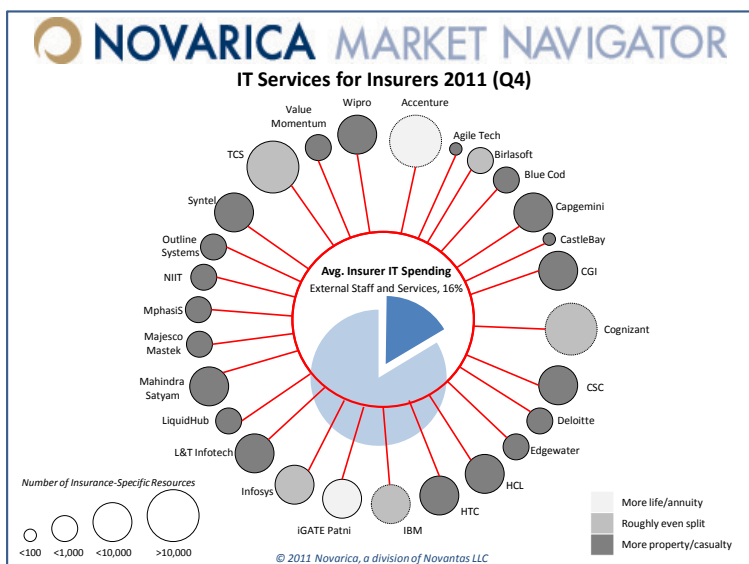 NOVARICA MARKET NAVIGATOR
IT Services for Insurers 2011 (Q4)
Accenture
Agile Tech
Birlasoft
Blue Cod
Capgemini
CastleBay
CGI
Cognizant
CSC
Deloitte
Edgewater
HCL
HTC
IBM
iGATE Patni
Infosys
L&T Infotech
LiquidHub
Mahindra
Satyam
Majesco
Mastek
MphasiS
NIIT
Outline
Systems
Syntel
TCS
Value
Momentum
Wipro
Avg. Insurer IT Spending
External Staff and Services, 16%
Number of Insurance-Specific Resources
<100
<1,000
<10,000
>10,000
More life/annuity
Roughly even split
More property/casualty
© 2011 Novarica, a division of Novantas LLC